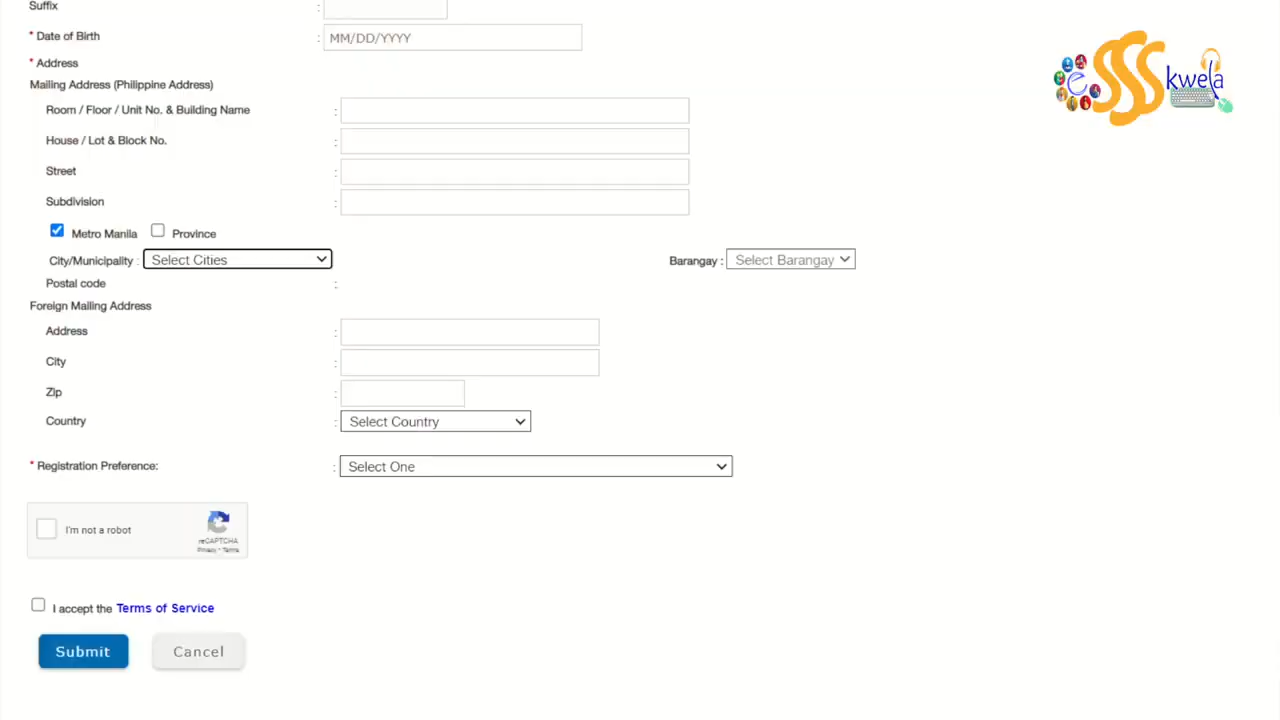 Suffix :
* Date of Birth : MM/DD/YYYY
* Address
Mailing Address (Philippine Address)
Room / Floor / Unit No. & Building Name :
House / Lot & Block No. :
Street :
Subdivision :
Metro Manila Province
City/Municipality : Select Cities Barangay : Select Barangay
Postal code :
Foreign Mailing Address
Address :
City :
Zip :
Country : Select Country
* Registration Preference: : Select One
I'm not a robot
reCAPTCHA
Privacy - Terms
I accept the Terms of Service
Submit Cancel
eSSSkwela